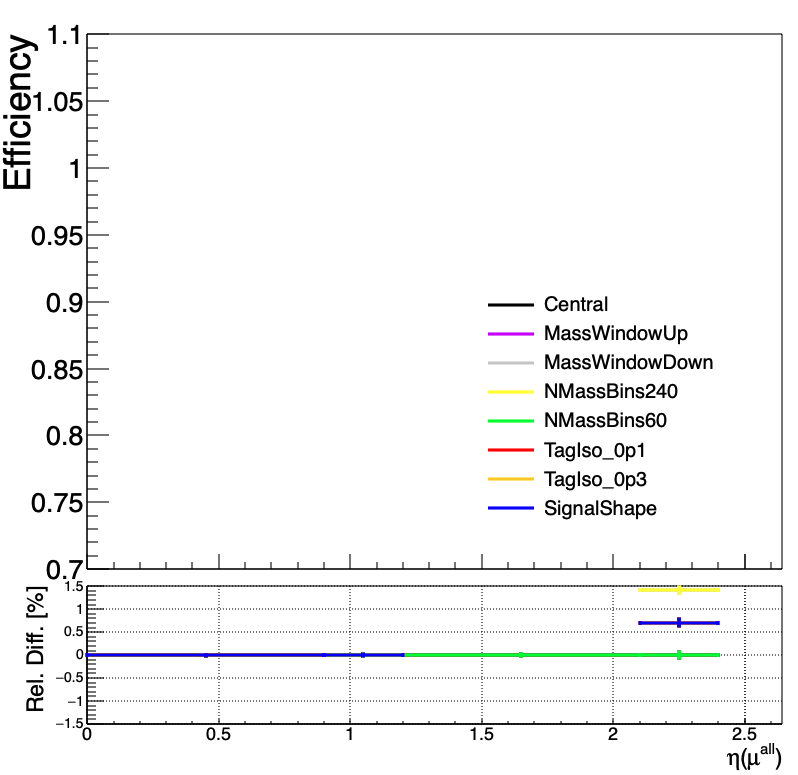 Efficiency
1.1
1.05
1
0.95
0.9
0.85
0.8
0.75
0.7
Central
MassWindowUp
MassWindowDown
NMassBins240
NMassBins60
TagIso_0p1
TagIso_0p3
SignalShape
Rel. Diff. [%]
1.5
1
0.5
0
−0.5
−1
−1.5
0 0.5 1 1.5 2 2.5
η(μ^all)